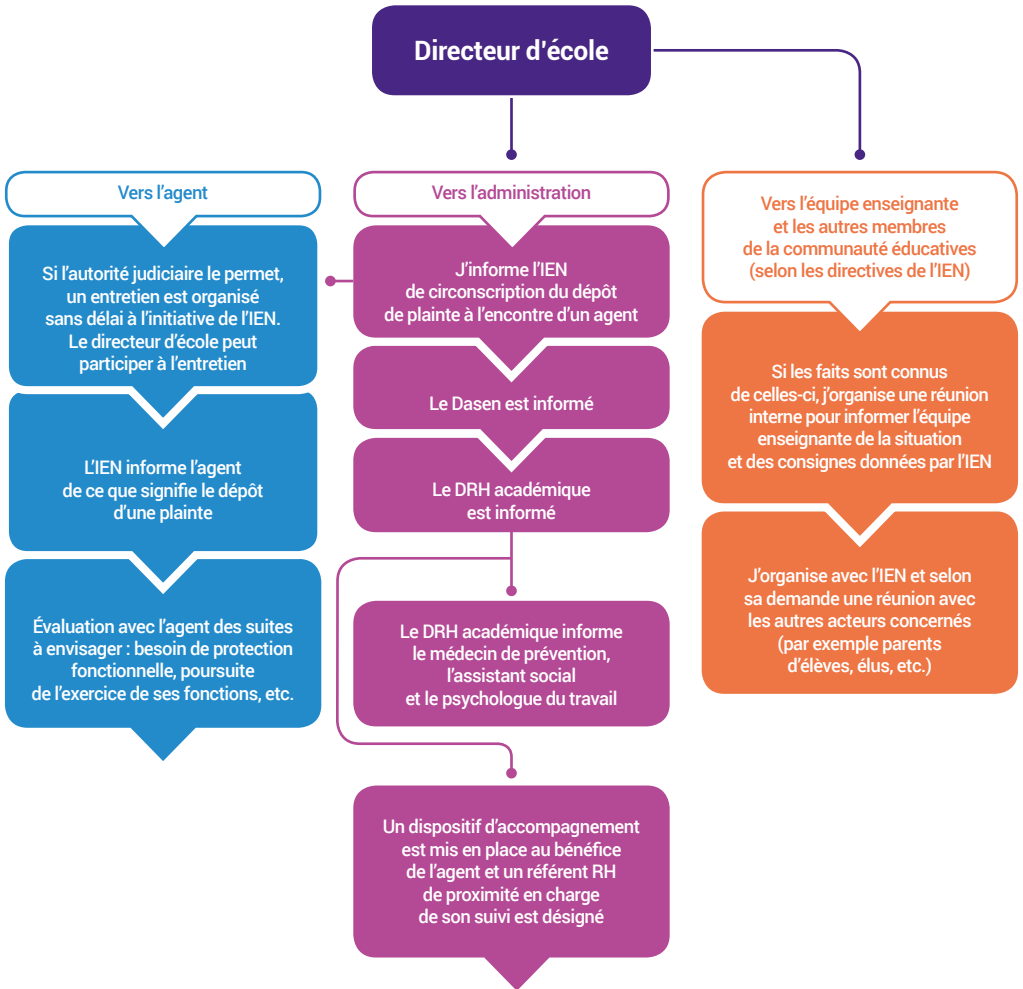 Directeur d'école
Vers l'agent
Si l'autorité judiciaire le permet,
un entretien est organisé
sans délai à l'initiative de l'IEN.
Le directeur d'école peut
participer à l'entretien
L'IEN informe l'agent
de ce que signifie le dépôt
d'une plainte
Évaluation avec l'agent des suites
à envisager : besoin de protection
fonctionnelle, poursuite
de l'exercice de ses fonctions, etc.
Vers l'administration
J'informe l'IEN
de circonscription du dépôt
de plainte à l'encontre d'un agent
Le Dasen est informé
Le DRH académique
est informé
Le DRH académique informe
le médecin de prévention,
l'assistant social
et le psychologue du travail
Un dispositif d'accompagnement
est mis en place au bénéfice
de l'agent et un référent RH
de proximité en charge
de son suivi est désigné
Vers l'équipe enseignante
et les autres membres
de la communauté éducatives
(selon les directives de l'IEN)
Si les faits sont connus
de celles-ci, j'organise une réunion
interne pour informer l'équipe
enseignante de la situation
et des consignes données par l'IEN
J'organise avec l'IEN et selon
sa demande une réunion avec
les autres acteurs concernés
(par exemple parents
d'élèves, élus, etc.)